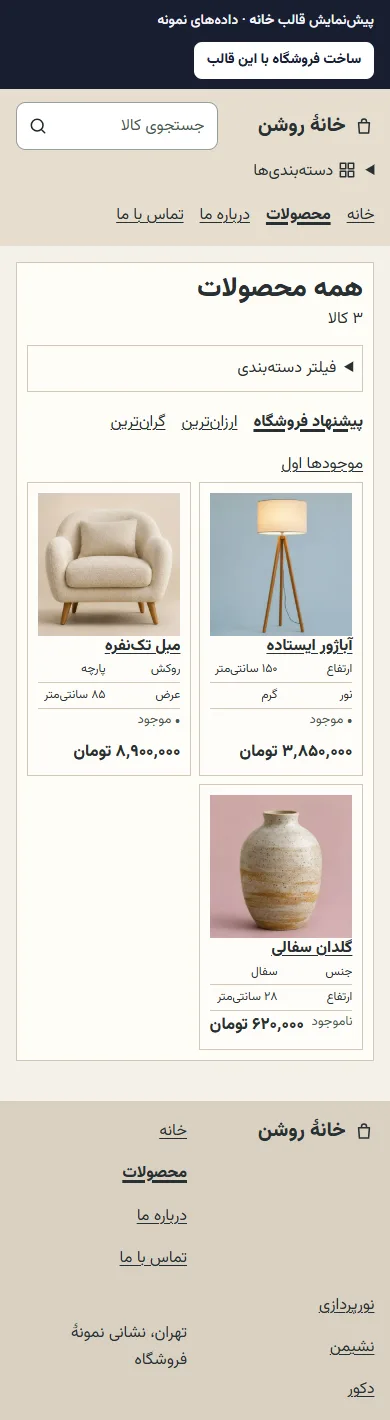 پیش‌نمایش قالب خانه · داده‌های نمونه
ساخت فروشگاه با این قالب
خانهٔ روشن
جستجوی کالا
دسته‌بندی‌ها
خانه محصولات درباره ما تماس با ما
همه محصولات
۳ کالا
فیلتر دسته‌بندی
پیشنهاد فروشگاه ارزان‌ترین گران‌ترین
موجودها اول
آباژور ایستاده
ارتفاع ۱۵۰ سانتی‌متر
نور گرم
• موجود
۳,۸۵۰,۰۰۰ تومان
مبل تک‌نفره
روکش پارچه
عرض ۸۵ سانتی‌متر
• موجود
۸,۹۰۰,۰۰۰ تومان
گلدان سفالی
جنس سفال
ارتفاع ۲۸ سانتی‌متر
ناموجود ۶۲۰,۰۰۰ تومان
خانهٔ روشن
خانه
محصولات
درباره ما
تماس با ما
نورپردازی
نشیمن
دکور
تهران، نشانی نمونهٔ
فروشگاه